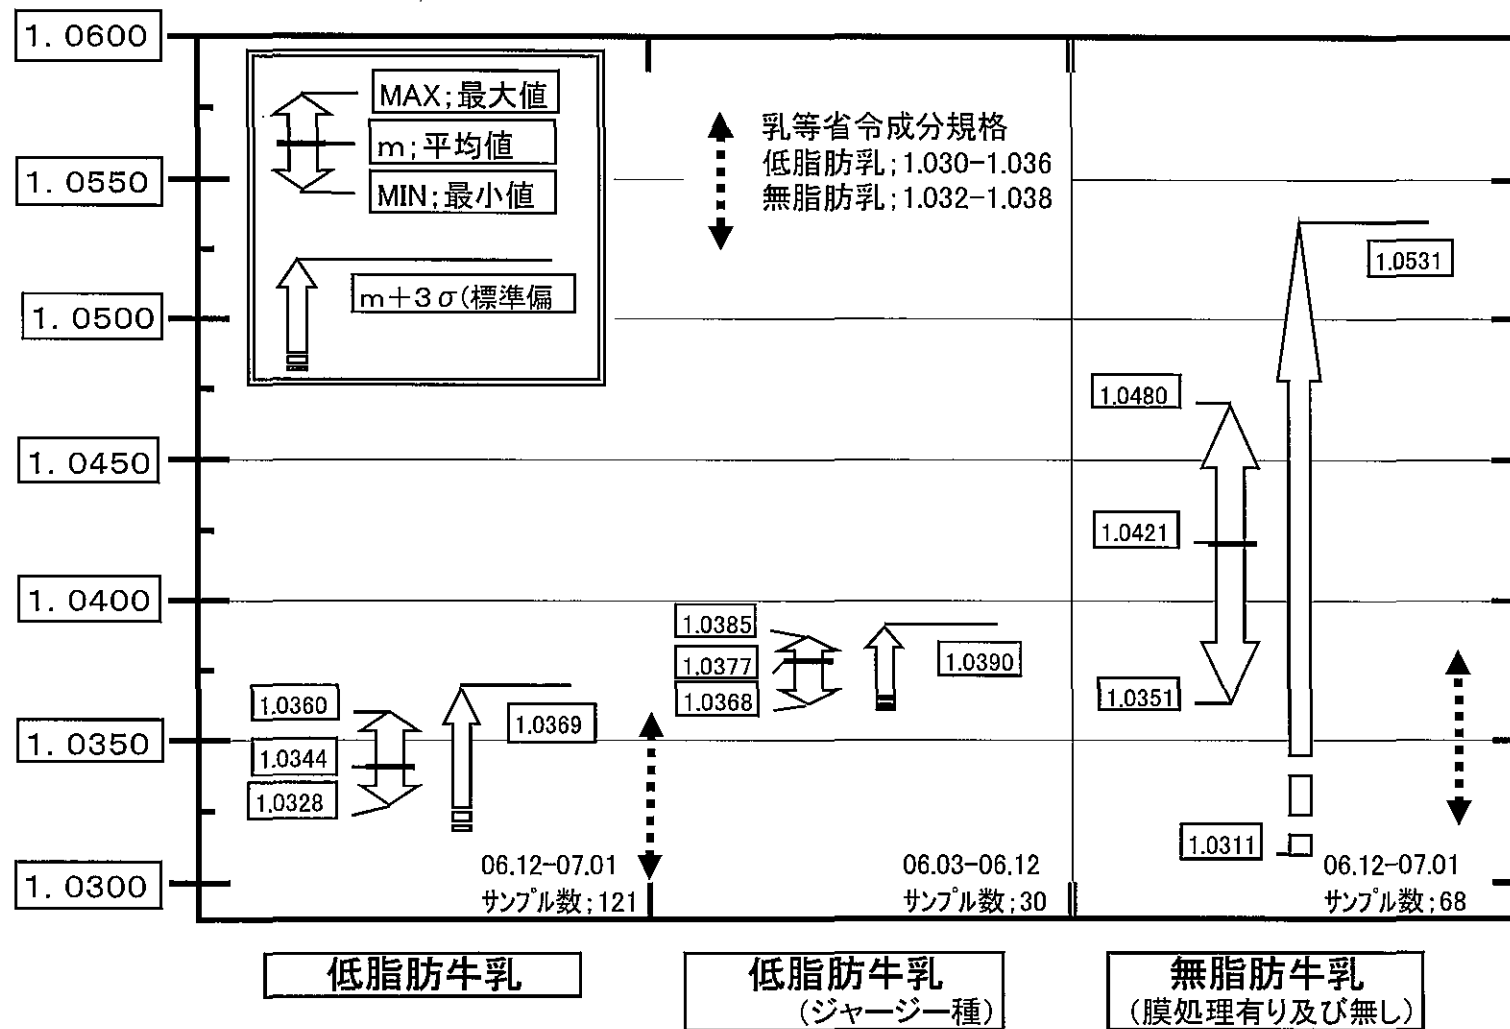 1. 0600
1. 0550
1. 0500
1. 0450
1. 0400
1. 0350
1. 0300
MAX;最大値
m;平均値
MIN;最小値
m+3σ(標準偏
乳等省令成分規格
低脂肪乳;1.030-1.036
無脂肪乳;1.032-1.038
1.0360
1.0344
1.0328
1.0369
06.12-07.01
サンプル数;121
1.0385
1.0377
1.0368
1.0390
06.03-06.12
サンプル数;30
1.0531
1.0480
1.0421
1.0351
1.0311
06.12-07.01
サンプル数;68
低脂肪牛乳
低脂肪牛乳
(ジャージー種)
無脂肪牛乳
(膜処理有り及び無し)